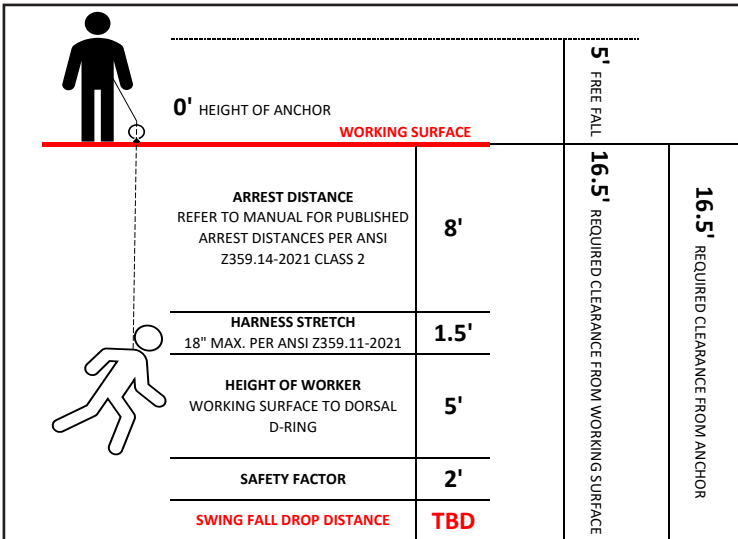 0' HEIGHT OF ANCHOR
WORKING SURFACE
ARREST DISTANCE
REFER TO MANUAL FOR PUBLISHED
ARREST DISTANCES PER ANSI
Z359.14-2021 CLASS 2
8'
HARNESS STRETCH
18" MAX. PER ANSI Z359.11-2021
1.5'
HEIGHT OF WORKER
WORKING SURFACE TO DORSAL
D-RING
5'
SAFETY FACTOR
2'
SWING FALL DROP DISTANCE
TBD
5' FREE FALL
16.5' REQUIRED CLEARANCE FROM WORKING SURFACE
16.5' REQUIRED CLEARANCE FROM ANCHOR